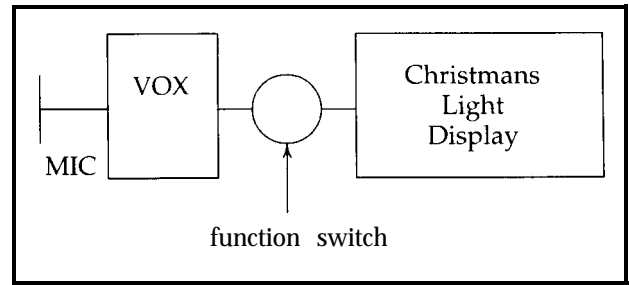 VOX
MIC
Christmans
Light
Display
function switch